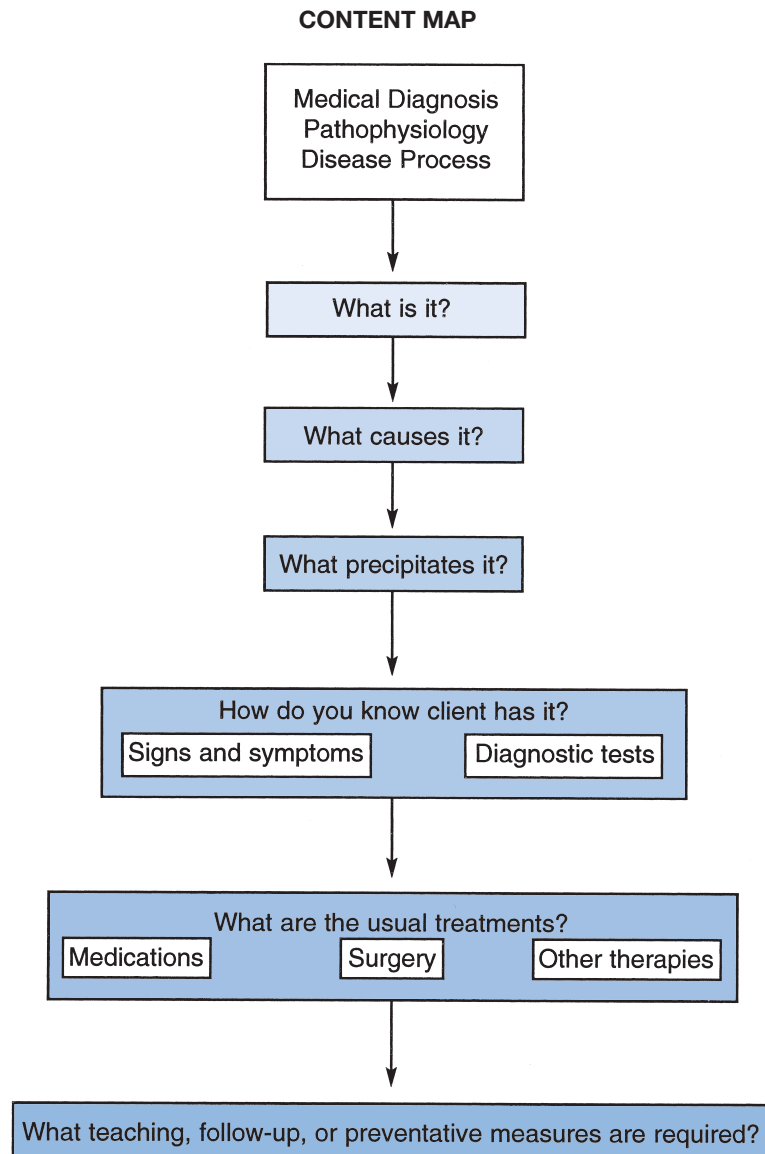 CONTENT MAP
Medical Diagnosis
Pathophysiology
Disease Process
What is it?
What causes it?
What precipitates it?
How do you know client has it?
Signs and symptoms
Diagnostic tests
What are the usual treatments?
Medications
Surgery
Other therapies
What teaching, follow-up, or preventative measures are required?